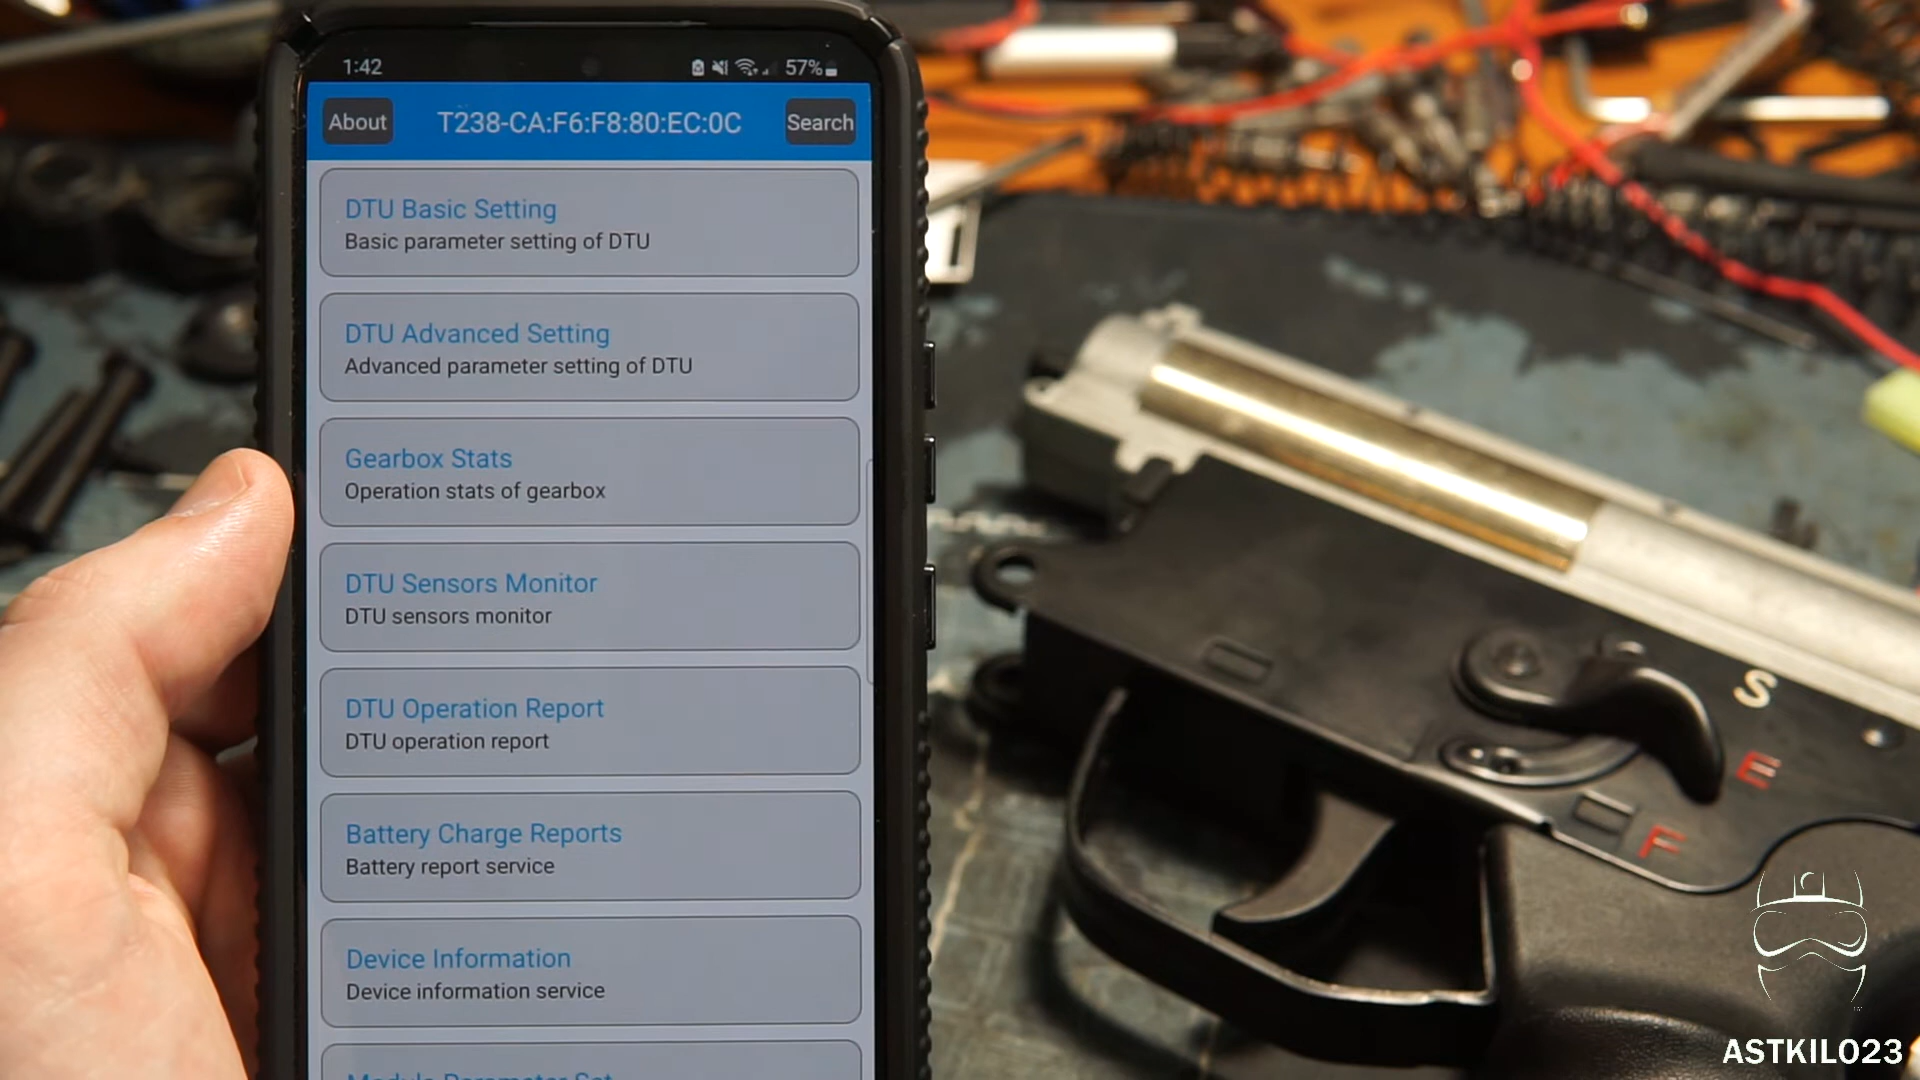 1:42
57%
About
T238-CA:F6:F8:80:EC:0C
Search
DTU Basic Setting
Basic parameter setting of DTU
DTU Advanced Setting
Advanced parameter setting of DTU
Gearbox Stats
Operation stats of gearbox
DTU Sensors Monitor
DTU sensors monitor
DTU Operation Report
DTU operation report
Battery Charge Reports
Battery report service
Device Information
Device information service
S
E
F
ASTKILO23